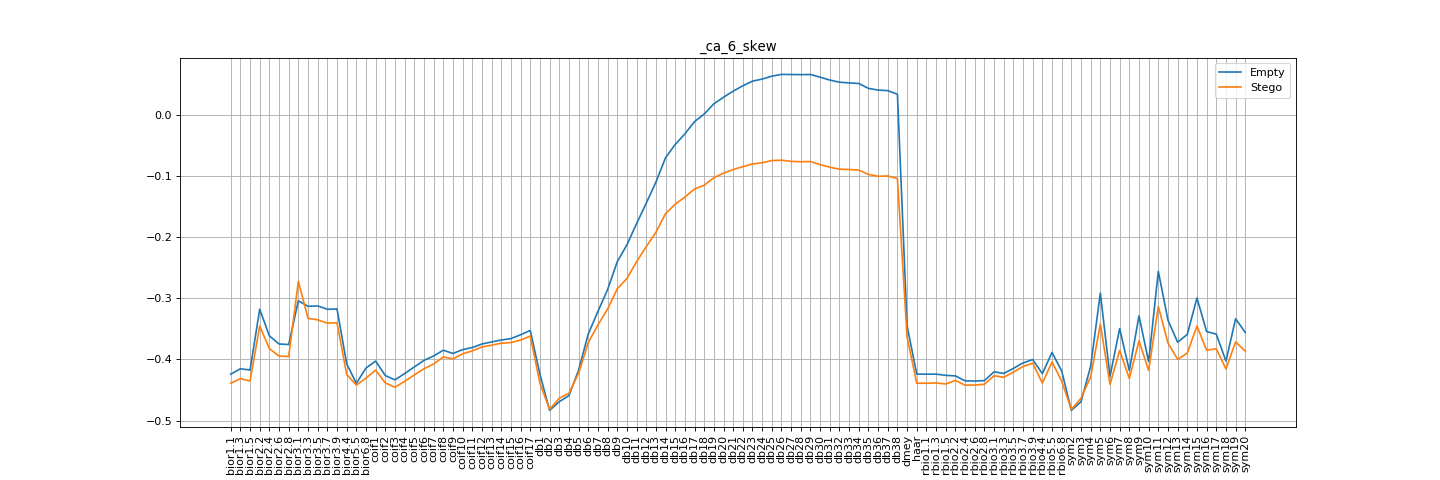 _ca_6_skew
Empty
Stego
0.0
−0.1
−0.2
−0.3
−0.4
−0.5
bior1.1
bior1.3
bior1.5
bior2.2
bior2.4
bior2.6
bior2.8
bior3.1
bior3.3
bior3.5
bior3.7
bior3.9
bior4.4
bior5.5
bior6.8
coif1
coif2
coif3
coif4
coif5
coif6
coif7
coif8
coif9
coif10
coif11
coif12
coif13
coif14
coif15
coif16
coif17
db1
db2
db3
db4
db5
db6
db7
db8
db9
db10
db11
db12
db13
db14
db15
db16
db17
db18
db19
db20
db21
db22
db23
db24
db25
db26
db27
db28
db29
db30
db31
db32
db33
db34
db35
db36
db37
db38
dmey
haar
rbio1.1
rbio1.3
rbio1.5
rbio2.2
rbio2.4
rbio2.6
rbio2.8
rbio3.1
rbio3.3
rbio3.5
rbio3.7
rbio3.9
rbio4.4
rbio5.5
rbio6.8
sym2
sym3
sym4
sym5
sym6
sym7
sym8
sym9
sym10
sym11
sym12
sym13
sym14
sym15
sym16
sym17
sym18
sym19
sym20